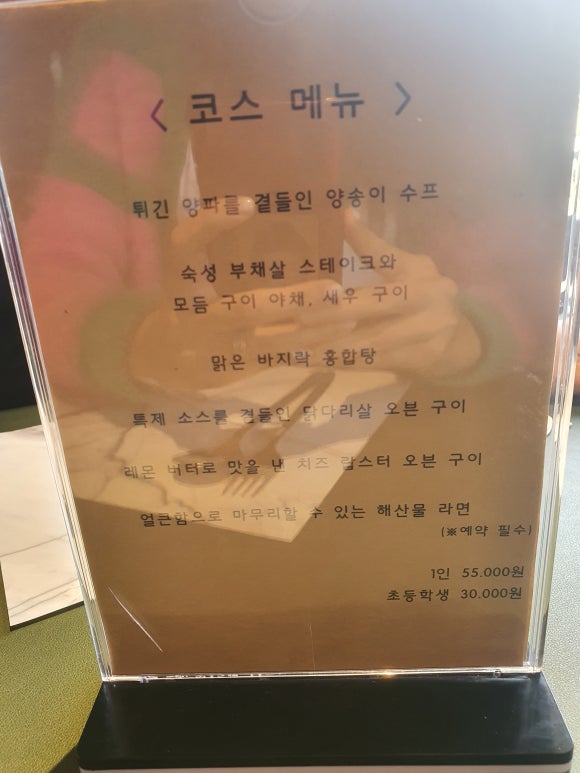 < 코스 메뉴 >
튀긴 양파를 곁들인 양송이 수프
숙성 부채살 스테이크와
모듬 구이 야채, 새우 구이
맑은 바지락 홍합탕
특제 소스를 곁들인 닭다리살 오븐 구이
레몬 버터로 맛을 낸 치즈 랍스터 오븐 구이
얼큰함으로 마무리할 수 있는 해산물 라면
(※예약 필수)
1인 55.000원
초등학생 30.000원